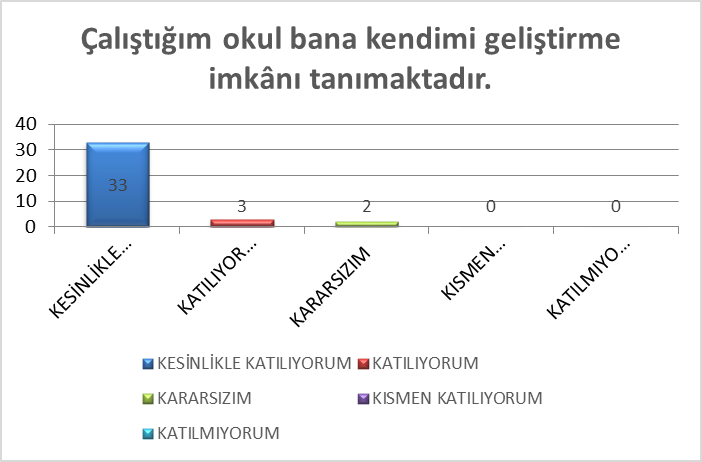 Çalıştığım okul bana kendimi geliştirme
imkânı tanımaktadır.
40
30
20
10
0
33
3
2
0
0
KESİNLİKLE…
KATILIYOR…
KARARSIZIM
KISMEN…
KATILMIYO…
KESİNLİKLE KATILIYORUM
KATILIYORUM
KARARSIZIM
KISMEN KATILIYORUM
KATILMIYORUM